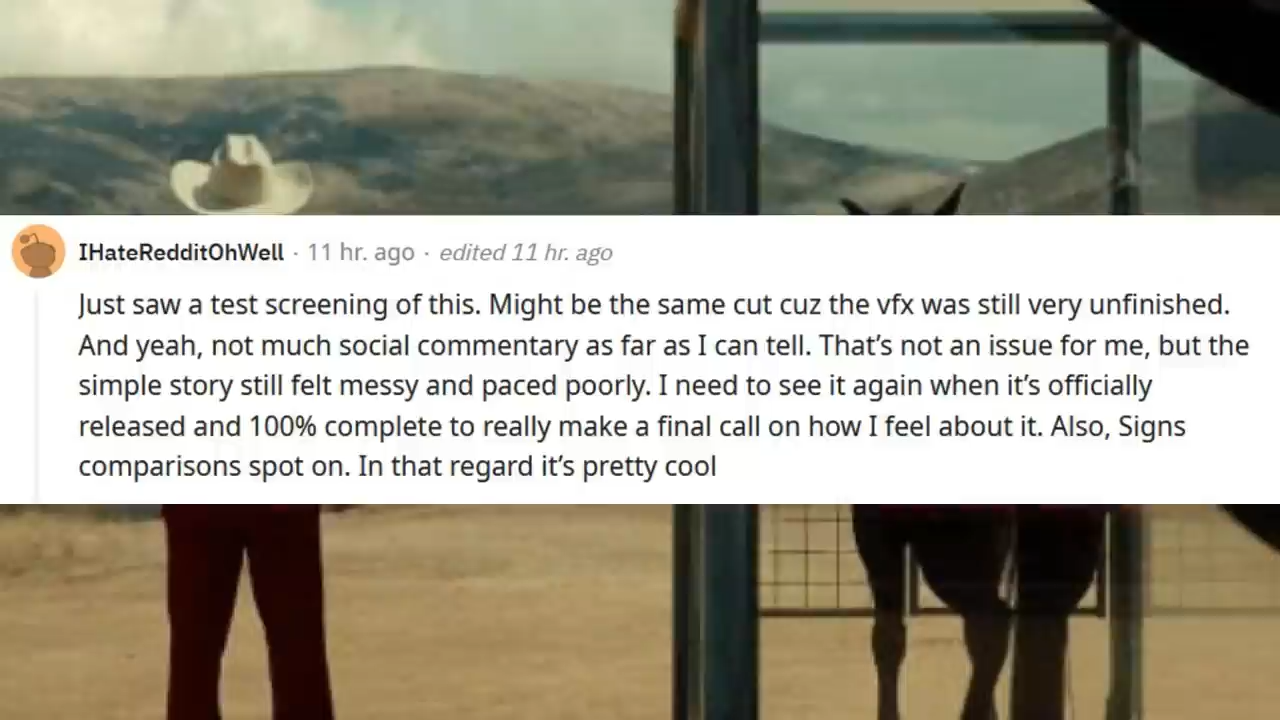 IHateRedditOhWell · 11 hr. ago · edited 11 hr. ago
Just saw a test screening of this. Might be the same cut cuz the vfx was still very unfinished.
And yeah, not much social commentary as far as I can tell. That’s not an issue for me, but the
simple story still felt messy and paced poorly. I need to see it again when it’s officially
released and 100% complete to really make a final call on how I feel about it. Also, Signs
comparisons spot on. In that regard it’s pretty cool